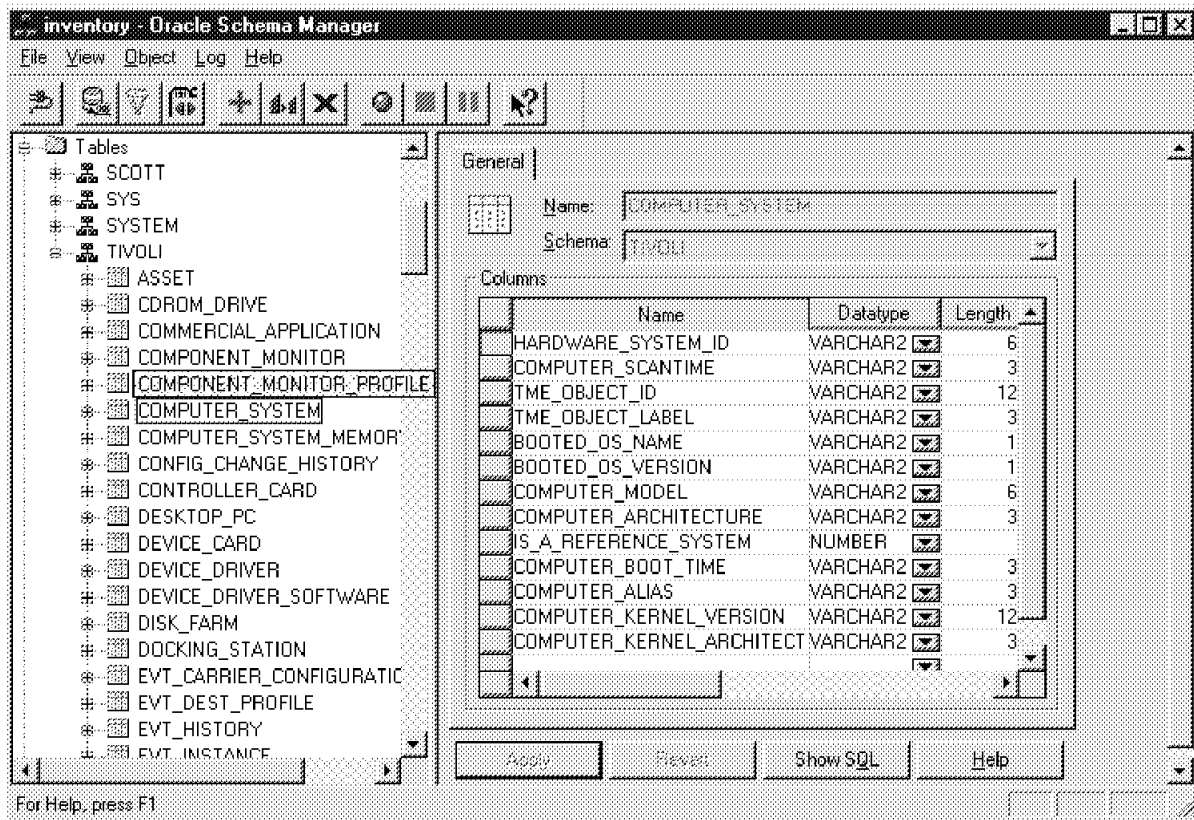 inventory - Oracle Schema Manager
File View Object Log Help
Tables
SCOTT
SYS
SYSTEM
TIVOLI
ASSET
CDROM_DRIVE
COMMERCIAL_APPLICATION
COMPONENT_MONITOR
COMPONENT_MONITOR_PROFILE
COMPUTER_SYSTEM
COMPUTER_SYSTEM_MEMOR
CONFIG_CHANGE_HISTORY
CONTROLLER_CARD
DESKTOP_PC
DEVICE_CARD
DEVICE_DRIVER
DEVICE_DRIVER_SOFTWARE
DISK_FARM
DOCKING_STATION
EVT_CARRIER_CONFIGURATIC
EVT_DEST_PROFILE
EVT_HISTORY
EVT_INSTANCE
General
Name: COMPUTER_SYSTEM
Schema: TIVOLI
Columns
Name Datatype Length
HARDWARE_SYSTEM_ID VARCHAR2 6
COMPUTER_SCANTIME VARCHAR2 3
TME_OBJECT_ID VARCHAR2 12
TME_OBJECT_LABEL VARCHAR2 3
BOOTED_OS_NAME VARCHAR2 1
BOOTED_OS_VERSION VARCHAR2 1
COMPUTER_MODEL VARCHAR2 6
COMPUTER_ARCHITECTURE VARCHAR2 3
IS_A_REFERENCE_SYSTEM NUMBER
COMPUTER_BOOT_TIME VARCHAR2 3
COMPUTER_ALIAS VARCHAR2 3
COMPUTER_KERNEL_VERSION VARCHAR2 12
COMPUTER_KERNEL_ARCHITECT VARCHAR2 3
Apply Revert Show SQL Help
For Help, press F1